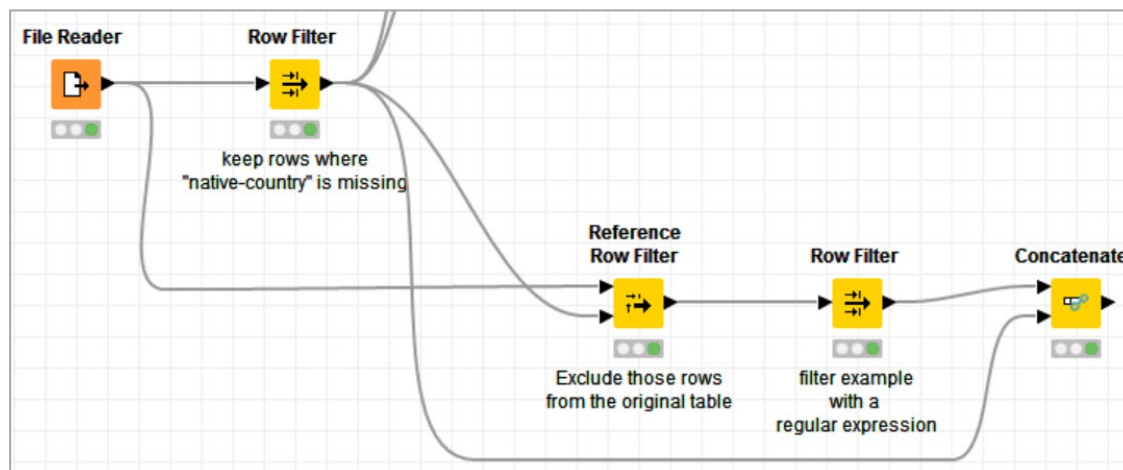 File Reader
Row Filter
keep rows where
"native-country" is missing
Reference
Row Filter
Row Filter
Concatenate
Exclude those rows
from the original table
filter example
with a
regular expression